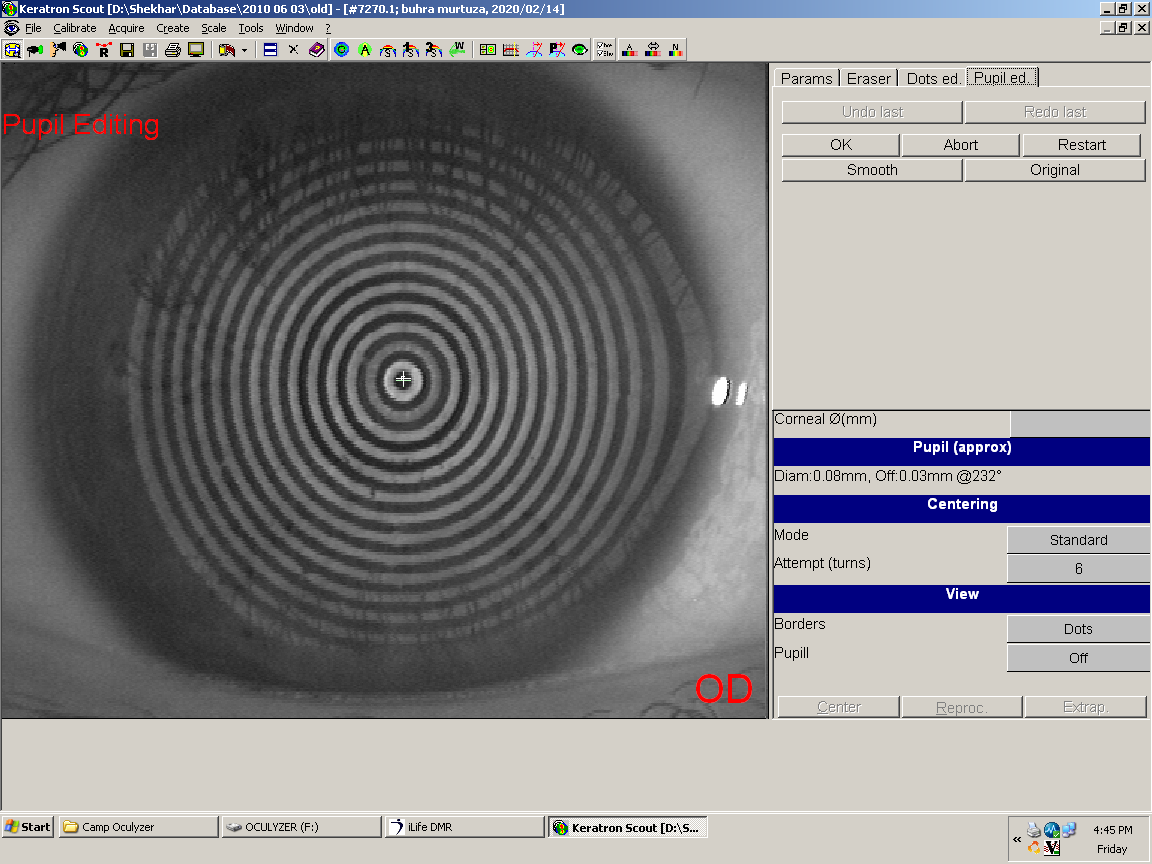 Keratron Scout [D:\Shekhar\Database\2010 06 03\old] - [#7270.1; buhra murtuza, 2020/02/14]
File Calibrate Acquire Create Scale Tools Window ?
Params Eraser Dots ed. Pupil ed.
Pupil Editing
Undo last Redo last
OK Abort Restart
Smooth Original
Corneal Ø(mm)
Pupil (approx)
Diam:0.08mm, Off:0.03mm @232°
Centering
Mode Standard
Attempt (turns) 6
View
Borders Dots
Pupill Off
OD
Center Reproc. Extrap.
Start Camp Oculyzer OCULYZER (F:) iLife DMR Keratron Scout [D:\S... « 4:45 PM
Friday